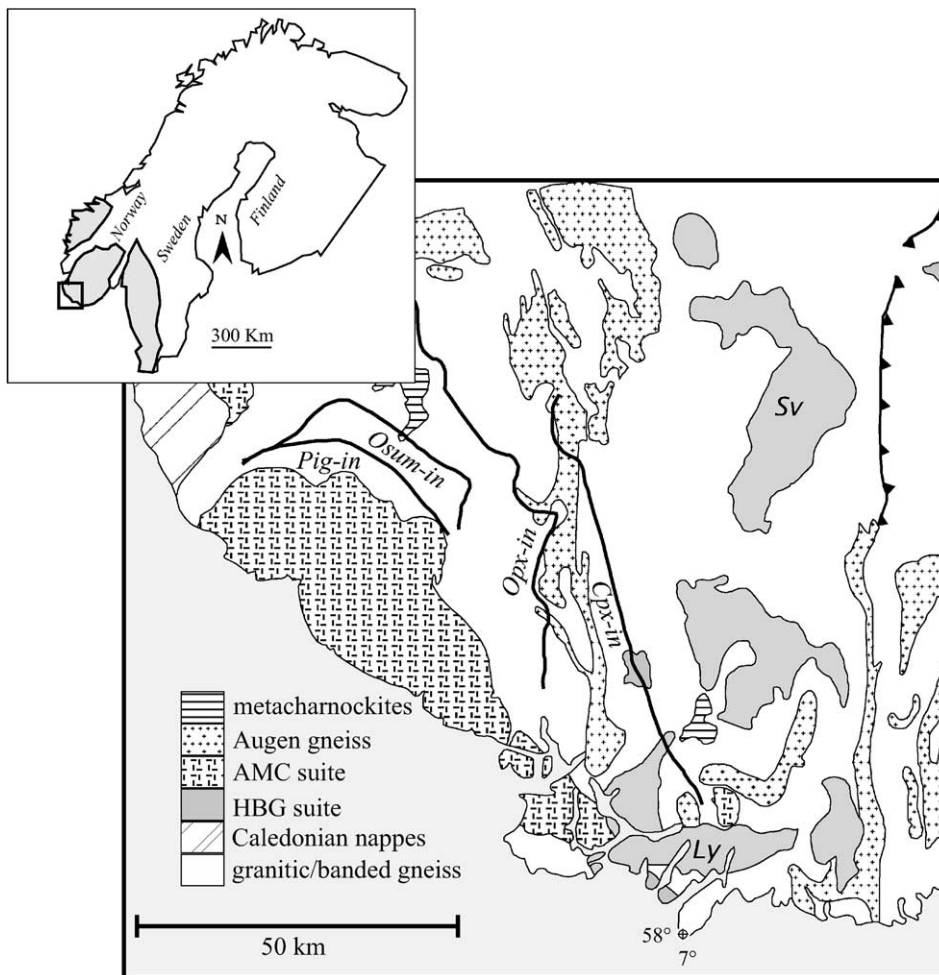 Norway
Sweden
Finland
N
300 Km
Sv
Osum-in
Pig-in
Opx-in
Cpx-in
metacharnockites
Augen gneiss
AMC suite
HBG suite
Caledonian nappes
granitic/banded gneiss
Ly
50 km
58°
7°